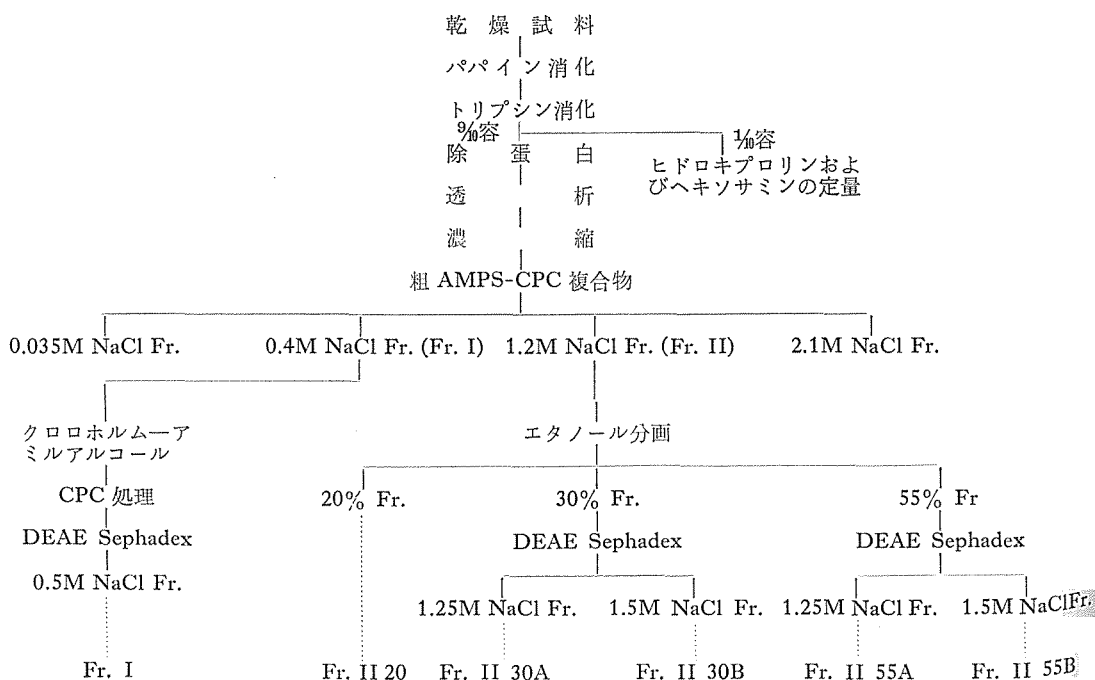 乾燥試料
パパイン消化
トリプシン消化
9/10容
1/10容
除蛋白
ヒドロキプロリンおよ
びヘキソサミンの定量
透析
濃縮
粗 AMPS-CPC 複合物
0.035M NaCl Fr.
0.4M NaCl Fr. (Fr. I)
1.2M NaCl Fr. (Fr. II)
2.1M NaCl Fr.
クロロホルム―ア
ミルアルコール
エタノール分画
CPC 処理
20% Fr.
30% Fr.
55% Fr
DEAE Sephadex
DEAE Sephadex
DEAE Sephadex
0.5M NaCl Fr.
1.25M NaCl Fr.
1.5M NaCl Fr.
1.25M NaCl Fr.
1.5M NaCl Fr.
Fr. I
Fr. II 20
Fr. II 30A
Fr. II 30B
Fr. II 55A
Fr. II 55B